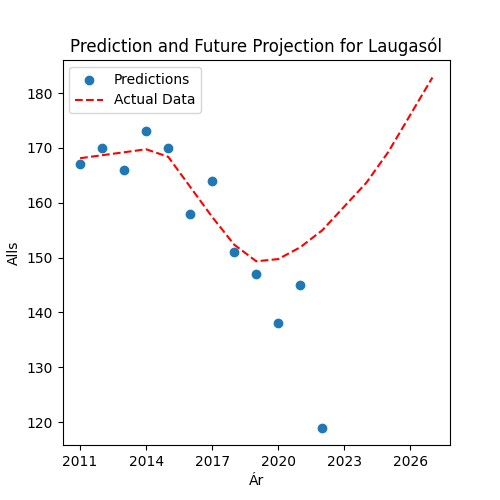 Prediction and Future Projection for Laugasól
Predictions
Actual Data
Alls
180
170
160
150
140
130
120
2011 2014 2017 2020 2023 2026
Ár